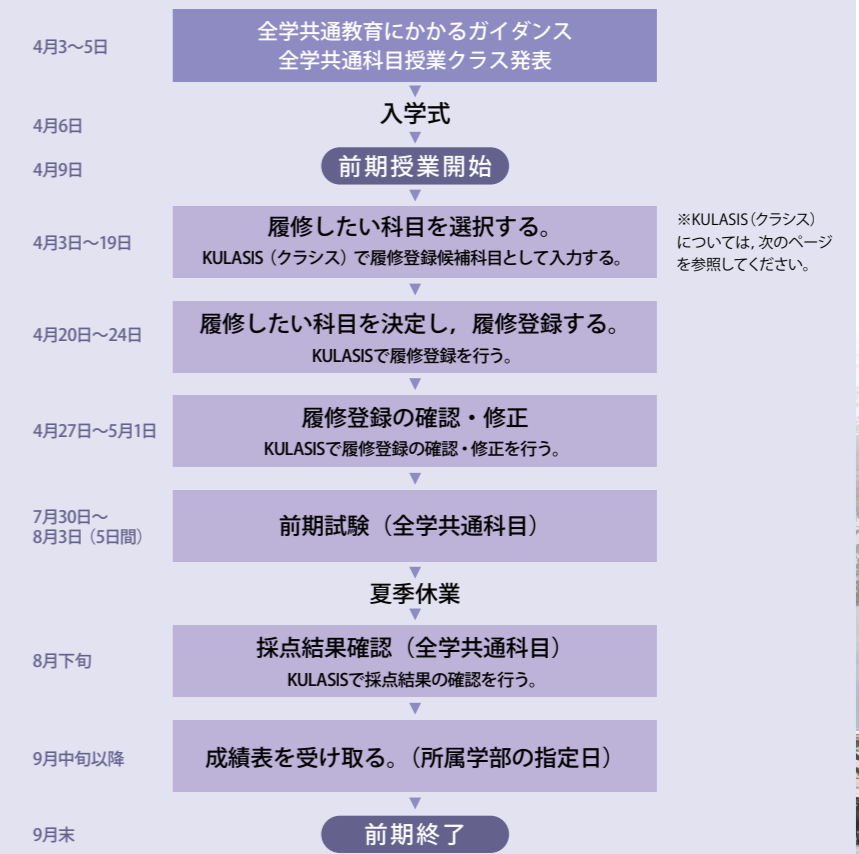 4月3〜5日
全学共通教育にかかるガイダンス
全学共通科目授業クラス発表
4月6日
入学式
4月9日
前期授業開始
4月3日〜19日
履修したい科目を選択する。
KULASIS（クラシス）で履修登録候補科目として入力する。
※KULASIS（クラシス）
については，次のページ
を参照してください。
4月20日〜24日
履修したい科目を決定し，履修登録する。
KULASISで履修登録を行う。
4月27日〜5月1日
履修登録の確認・修正
KULASISで履修登録の確認・修正を行う。
7月30日〜
8月3日（5日間）
前期試験（全学共通科目）
夏季休業
8月下旬
採点結果確認（全学共通科目）
KULASISで採点結果の確認を行う。
9月中旬以降
成績表を受け取る。（所属学部の指定日）
9月末
前期終了